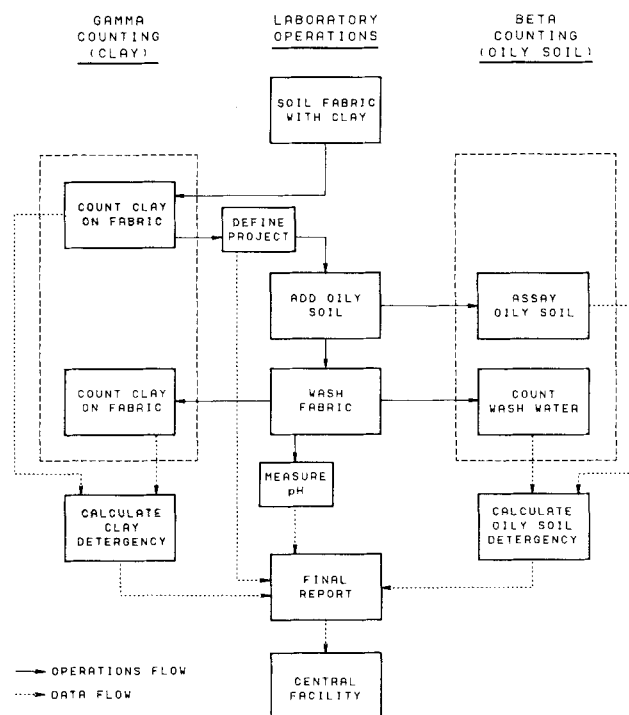 GAMMA
COUNTING
(CLAY)
LABORATORY
OPERATIONS
BETA
COUNTING
(OILY SOIL)
SOIL FABRIC
WITH CLAY
COUNT CLAY
ON FABRIC
DEFINE
PROJECT
ADD OILY
SOIL
ASSAY
OILY SOIL
COUNT CLAY
ON FABRIC
WASH
FABRIC
COUNT
WASH WATER
MEASURE
pH
CALCULATE
CLAY
DETERGENCY
CALCULATE
OILY SOIL
DETERGENCY
FINAL
REPORT
CENTRAL
FACILITY
OPERATIONS FLOW
DATA FLOW